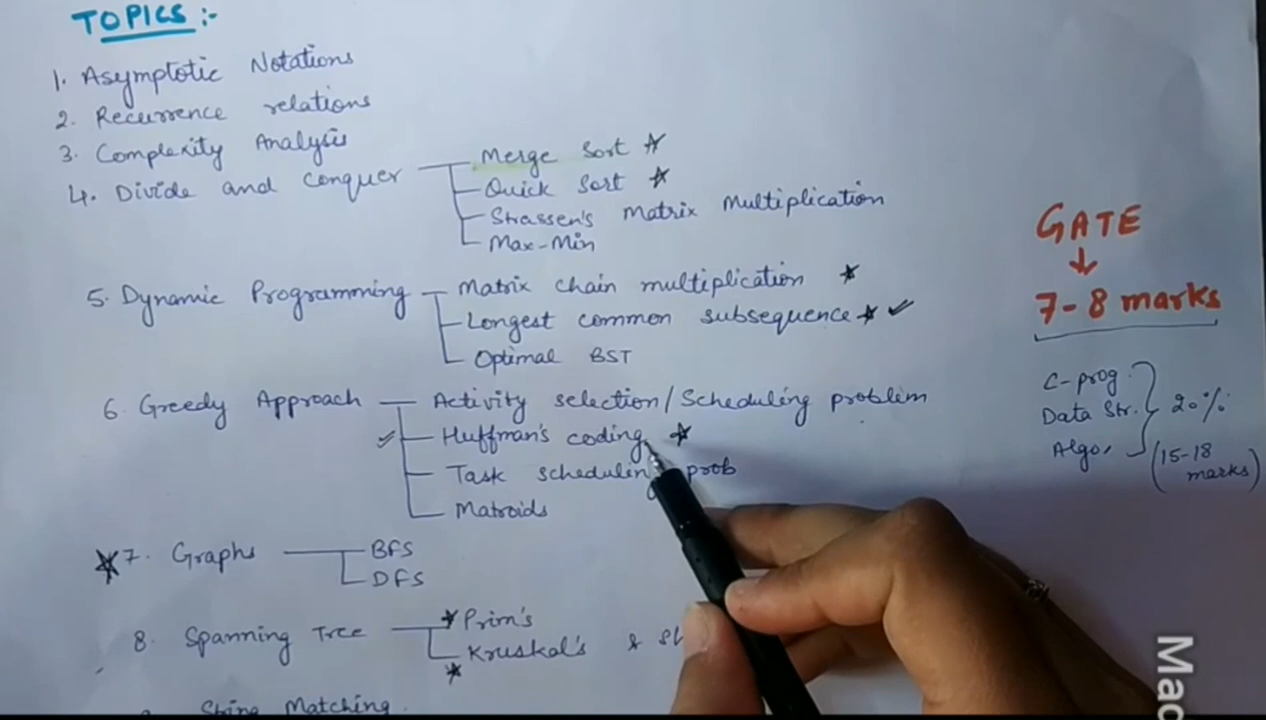 TOPICS :-
1. Asymptotic Notations
2. Recurrence relations
3. Complexity Analysis
4. Divide and conquer
Merge Sort
Quick Sort
Strassen's Matrix Multiplication
Max-Min
5. Dynamic Programming
Matrix chain multiplication
Longest common subsequence
Optimal BST
6. Greedy Approach
Activity selection/Scheduling problem
Huffman's coding
Task scheduling prob
Matroids
7. Graphs
BFS
DFS
8. Spanning Tree
Prim's
Kruskal's
String Matching
GATE
7-8 marks
C-prog
Data Str.
Algo.
20%
(15-18
marks)
Mad